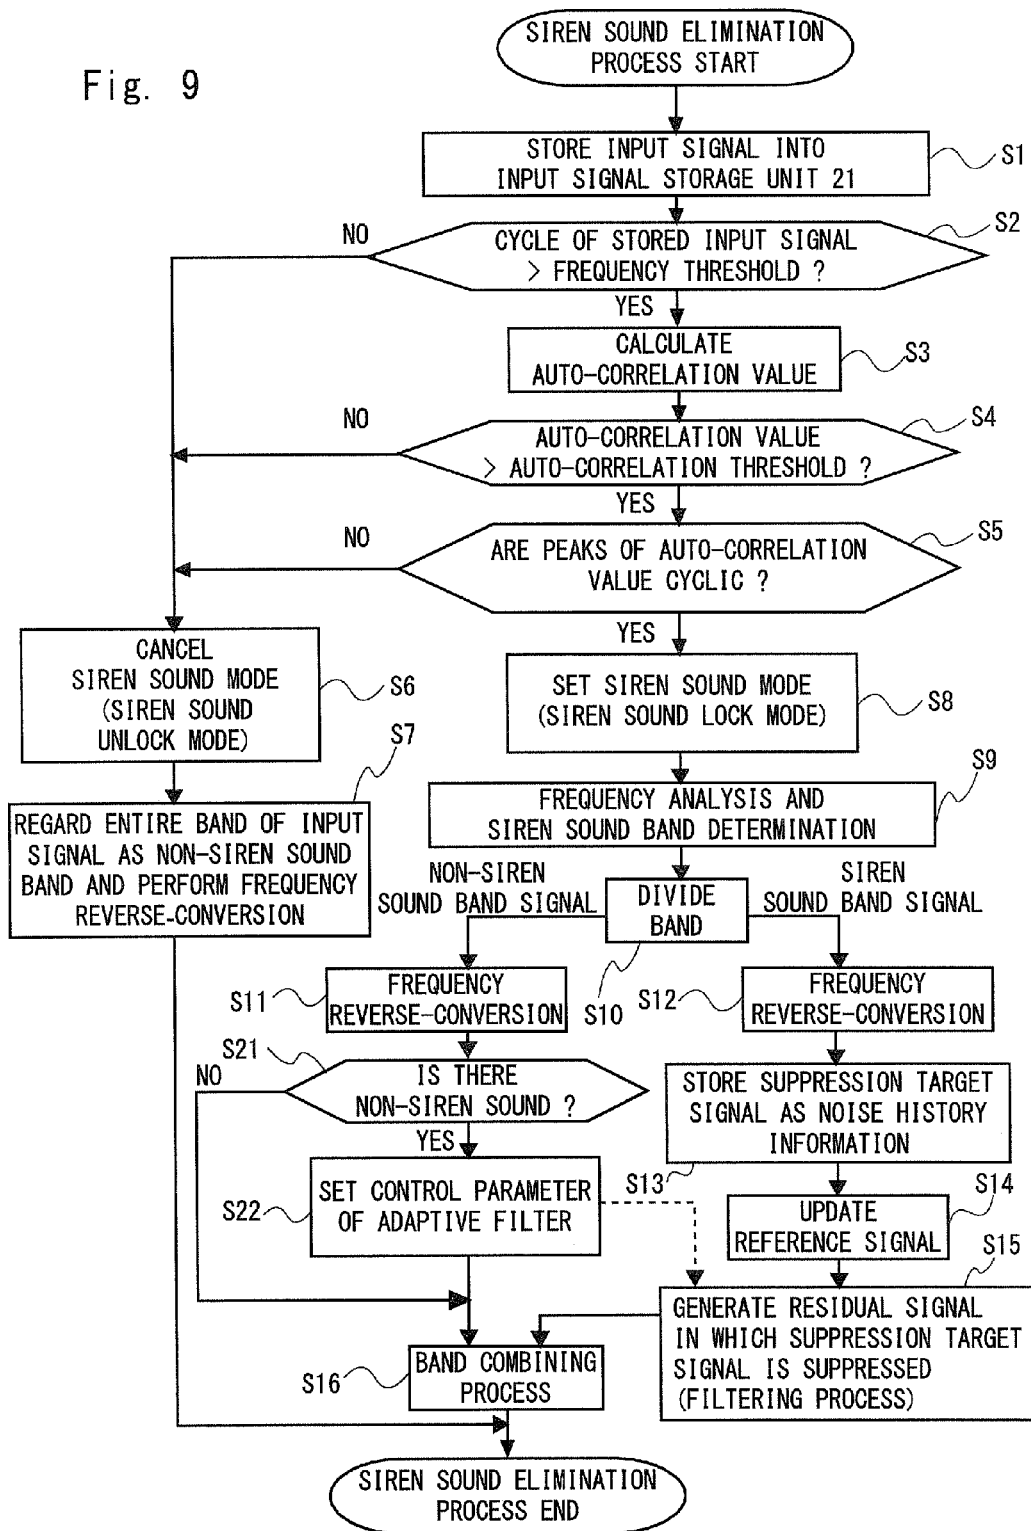 Fig. 9
SIREN SOUND ELIMINATION
PROCESS START
STORE INPUT SIGNAL INTO
INPUT SIGNAL STORAGE UNIT 21
S1
CYCLE OF STORED INPUT SIGNAL
> FREQUENCY THRESHOLD ?
S2
NO
YES
CALCULATE
AUTO-CORRELATION VALUE
S3
AUTO-CORRELATION VALUE
> AUTO-CORRELATION THRESHOLD ?
S4
NO
YES
ARE PEAKS OF AUTO-CORRELATION
VALUE CYCLIC ?
S5
NO
YES
CANCEL
SIREN SOUND MODE
(SIREN SOUND
UNLOCK MODE)
S6
REGARD ENTIRE BAND OF INPUT
SIGNAL AS NON-SIREN SOUND
BAND AND PERFORM FREQUENCY
REVERSE-CONVERSION
S7
SET SIREN SOUND MODE
(SIREN SOUND LOCK MODE)
S8
FREQUENCY ANALYSIS AND
SIREN SOUND BAND DETERMINATION
S9
NON-SIREN
SOUND BAND SIGNAL
DIVIDE
BAND
SIREN
SOUND BAND SIGNAL
S10
S11
FREQUENCY
REVERSE-CONVERSION
S12
FREQUENCY
REVERSE-CONVERSION
S21
NO
IS THERE
NON-SIREN SOUND ?
YES
STORE SUPPRESSION TARGET
SIGNAL AS NOISE HISTORY
INFORMATION
S13
S22
SET CONTROL PARAMETER
OF ADAPTIVE FILTER
UPDATE
REFERENCE SIGNAL
S14
GENERATE RESIDUAL SIGNAL
IN WHICH SUPPRESSION TARGET
SIGNAL IS SUPPRESSED
(FILTERING PROCESS)
S15
S16
BAND COMBINING
PROCESS
SIREN SOUND ELIMINATION
PROCESS END